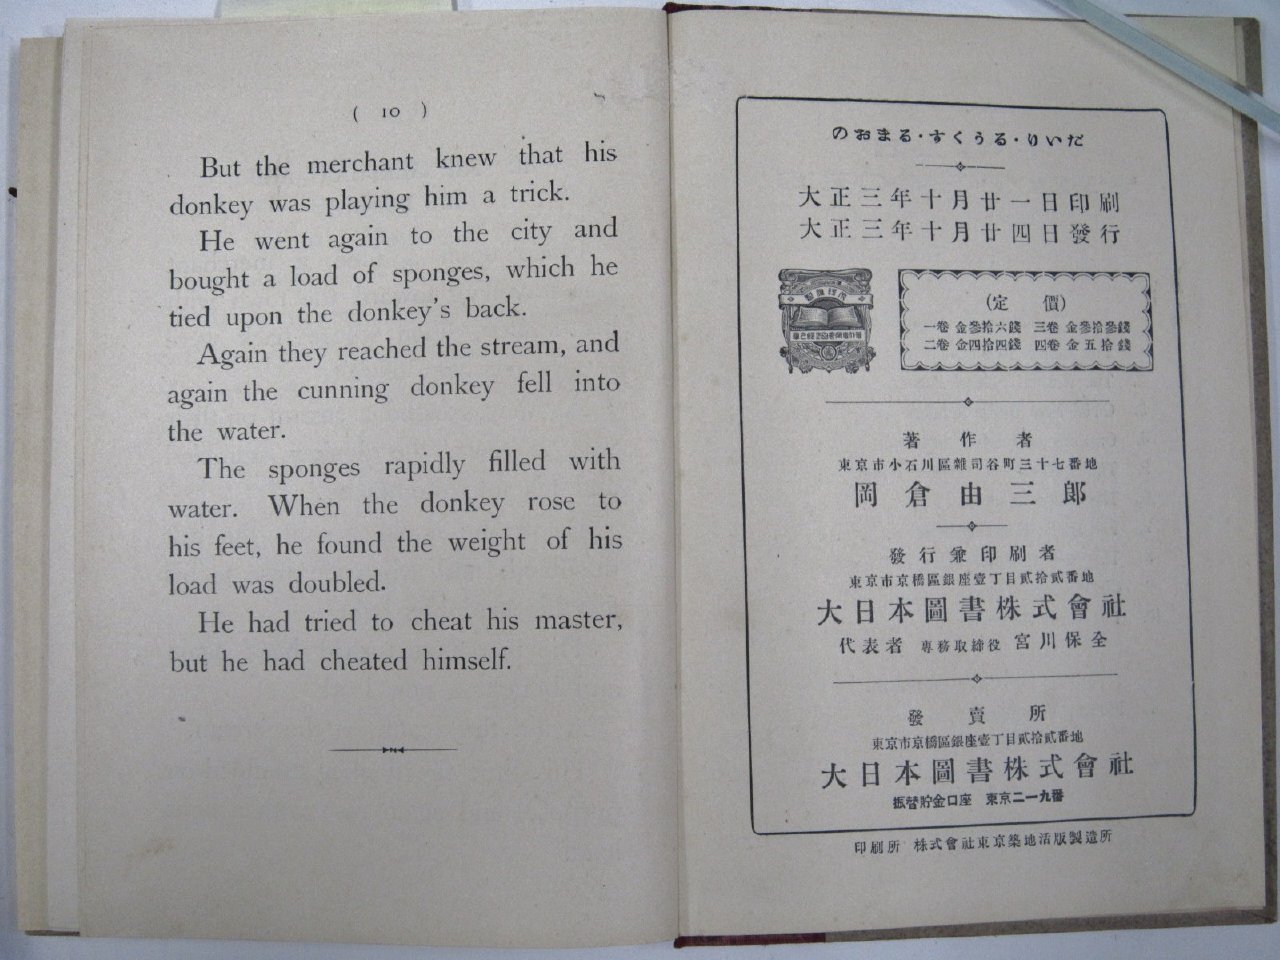 ( 10 )
But the merchant knew that his
donkey was playing him a trick.
He went again to the city and
bought a load of sponges, which he
tied upon the donkey's back.
Again they reached the stream, and
again the cunning donkey fell into
the water.
The sponges rapidly filled with
water. When the donkey rose to
his feet, he found the weight of his
load was doubled.
He had tried to cheat his master,
but he had cheated himself.
のおまる・すくうる・りいだ
大正三年十月廿一日印刷
大正三年十月廿四日發行
(定價)
一卷 金參拾六錢 三卷 金參拾參錢
二卷 金四拾四錢 四卷 金五拾錢
著作者
東京市小石川區雜司谷町三十七番地
岡倉由三郎
發行兼印刷者
東京市京橋區銀座壹丁目貳拾貳番地
大日本圖書株式會社
代表者 專務取締役 宮川保全
發賣所
東京市京橋區銀座壹丁目貳拾貳番地
大日本圖書株式會社
振替貯金口座 東京二一九番
印刷所 株式會社東京築地活版製造所